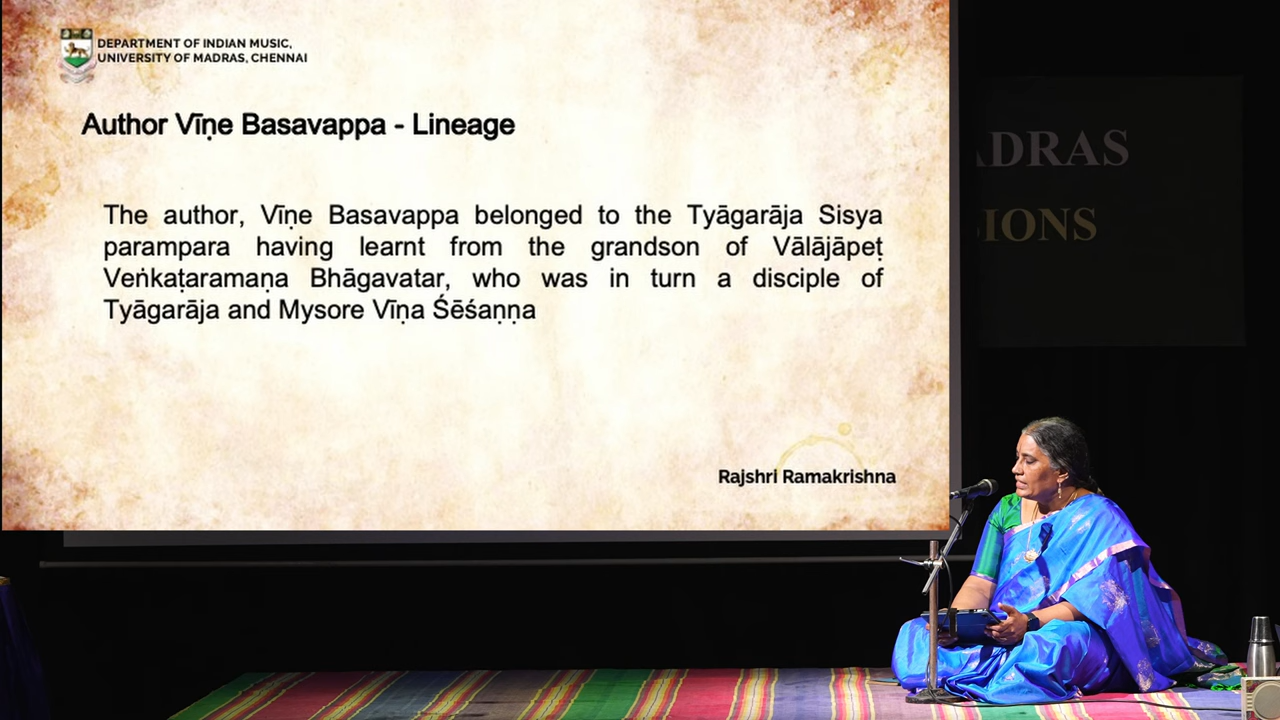 DEPARTMENT OF INDIAN MUSIC,
UNIVERSITY OF MADRAS, CHENNAI
Author Vīṇe Basavappa - Lineage
The author, Vīṇe Basavappa belonged to the Tyāgarāja Sisya
parampara having learnt from the grandson of Vālājāpeṭ
Veṅkaṭaramaṇa Bhāgavatar, who was in turn a disciple of
Tyāgarāja and Mysore Vīṇa Śēśaṇṇa
Rajshri Ramakrishna
ADRAS
SIONS